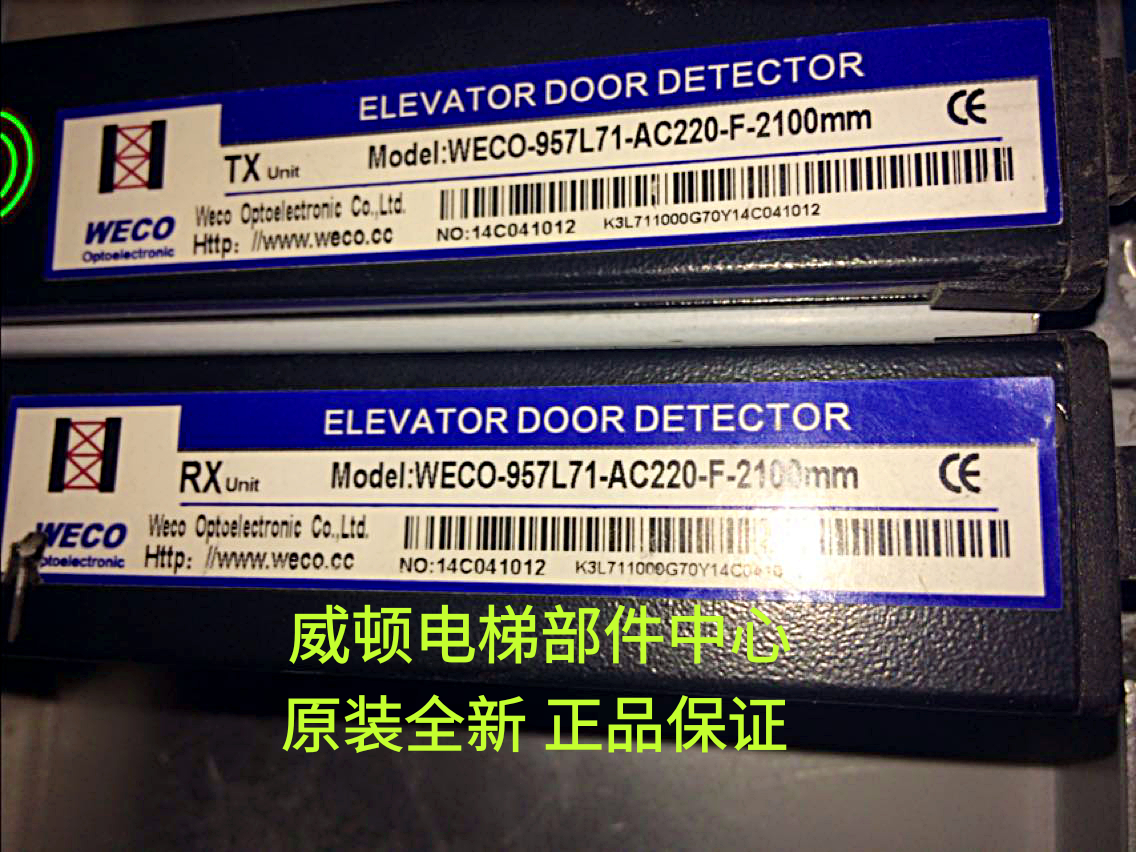 ELEVATOR DOOR DETECTOR
TX Unit
Model:WECO-957L71-AC220-F-2100mm
CE
WECO
Optoelectronic
Weco Optoelectronic Co.,Ltd.
Http: //www.weco.cc
NO:14C041012
K3L711000G70Y14C041012
ELEVATOR DOOR DETECTOR
RX Unit
Model:WECO-957L71-AC220-F-2100mm
CE
WECO
Optoelectronic
Weco Optoelectronic Co.,Ltd.
Http: //www.weco.cc
NO:14C041012
威顿电梯部件中心
原装全新 正品保证